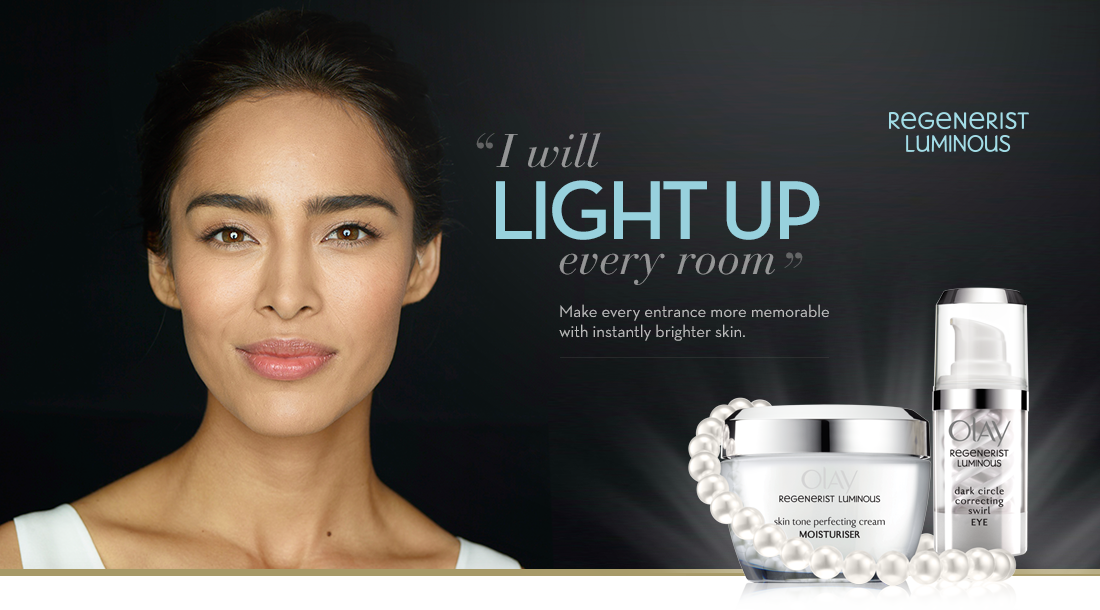 “I will
LIGHT UP
every room”
Make every entrance more memorable
with instantly brighter skin.
REGENERIST
LUMINOUS
OLAY
REGENERIST LUMINOUS
skin tone perfecting cream
MOISTURISER
OLAY
REGENERIST
LUMINOUS
dark circle
correcting
swirl
EYE